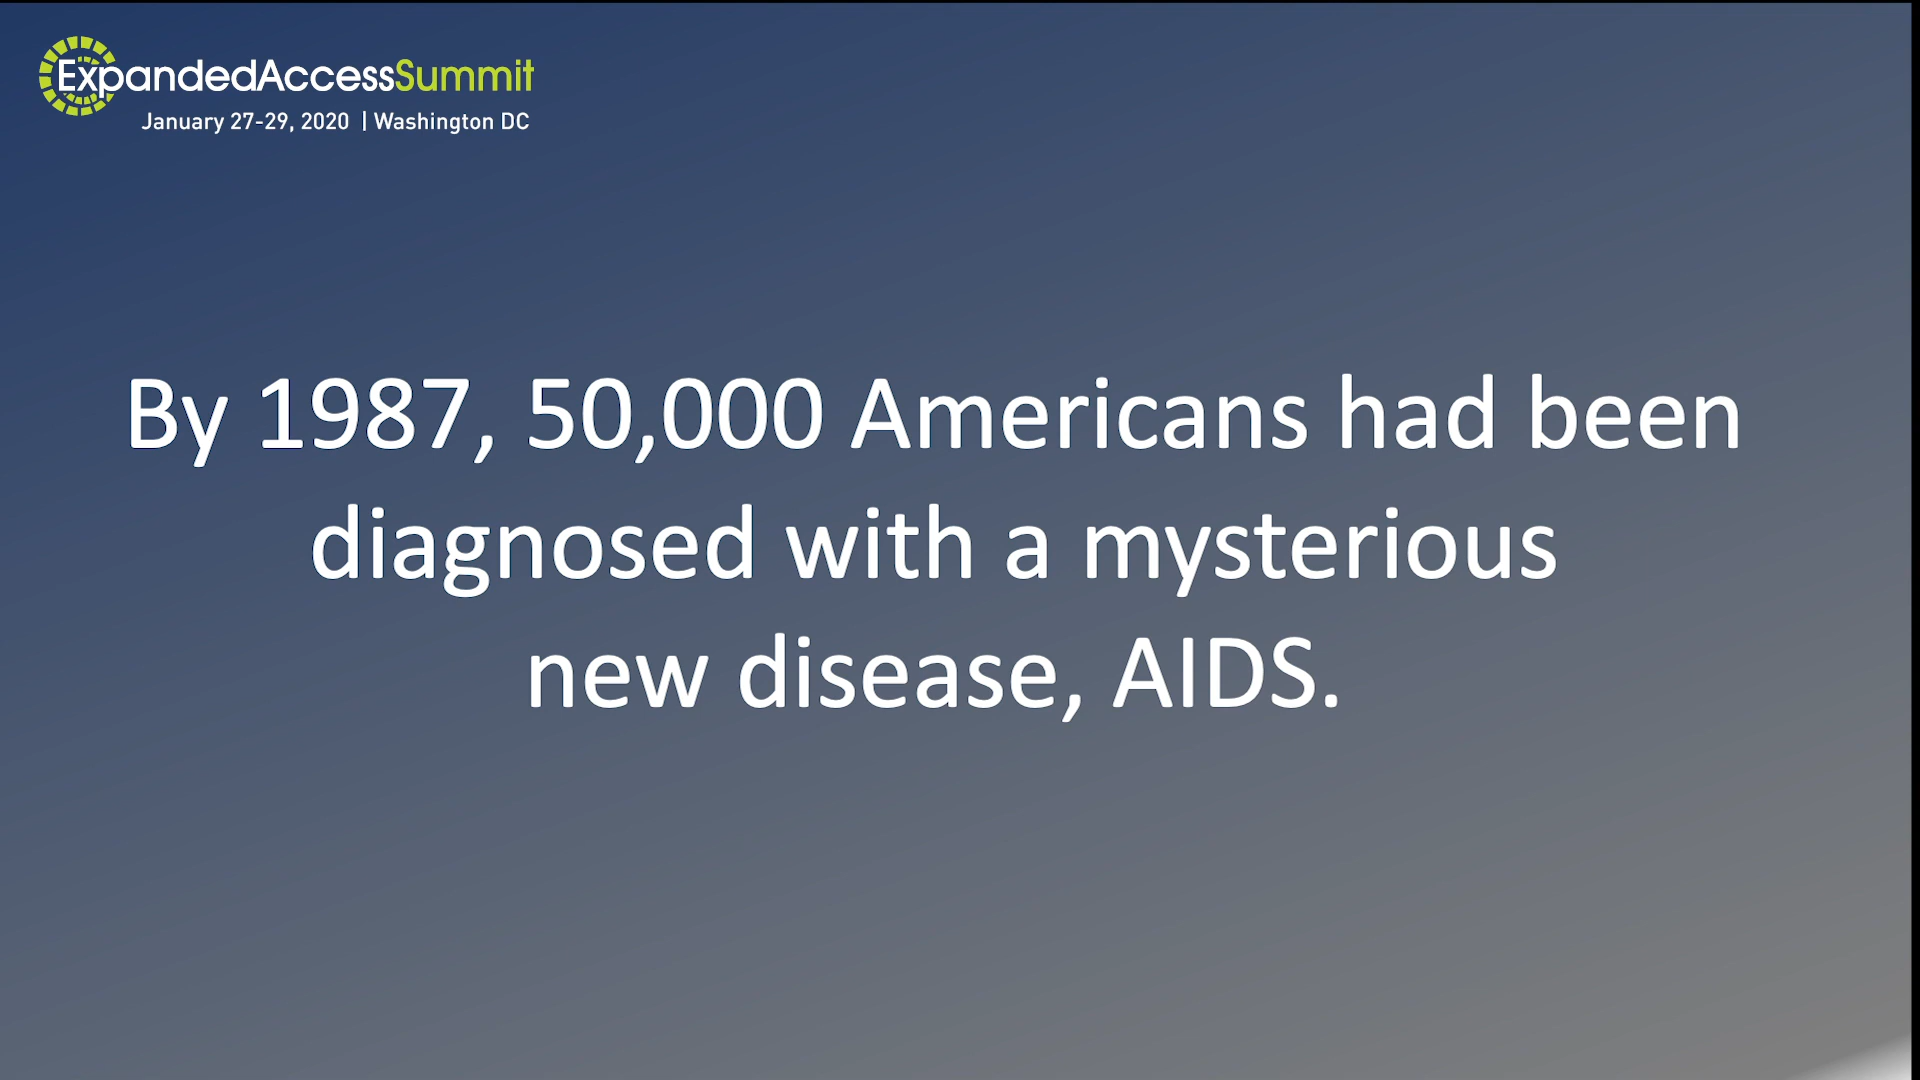 ExpandedAccessSummit
January 27-29, 2020 | Washington DC
By 1987, 50,000 Americans had been
diagnosed with a mysterious
new disease, AIDS.